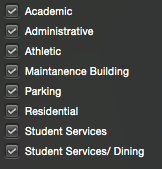 Academic
Administrative
Athletic
Maintanence Building
Parking
Residential
Student Services
Student Services/ Dining